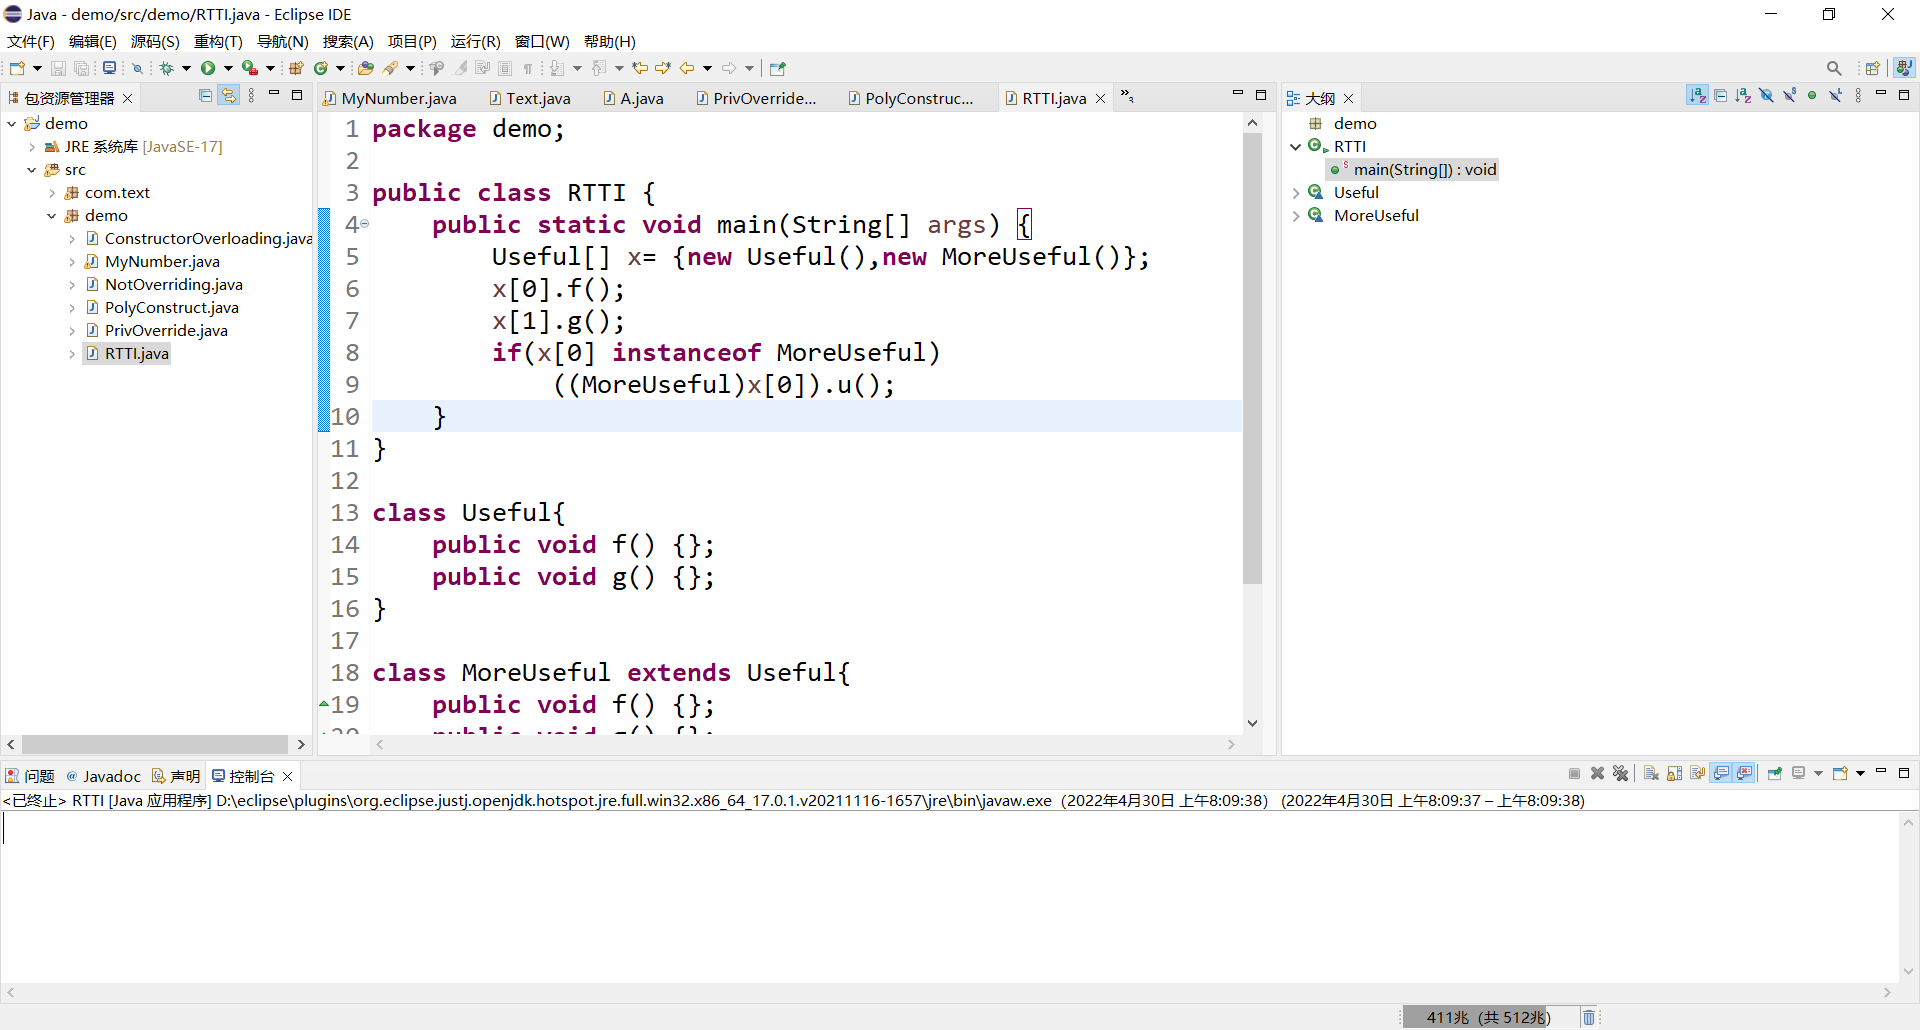 Java - demo/src/demo/RTTI.java - Eclipse IDE
文件(F) 编辑(E) 源码(S) 重构(T) 导航(N) 搜索(A) 项目(P) 运行(R) 窗口(W) 帮助(H)
包资源管理器
demo
JRE 系统库 [JavaSE-17]
src
com.text
demo
ConstructorOverloading.java
MyNumber.java
NotOverriding.java
PolyConstruct.java
PrivOverride.java
RTTI.java
MyNumber.java Text.java A.java PrivOverride... PolyConstruc... RTTI.java 3
1 package demo;
2
3 public class RTTI {
4 public static void main(String[] args) {
5 Useful[] x= {new Useful(),new MoreUseful()};
6 x[0].f();
7 x[1].g();
8 if(x[0] instanceof MoreUseful)
9 ((MoreUseful)x[0]).u();
10 }
11 }
12
13 class Useful{
14 public void f() {};
15 public void g() {};
16 }
17
18 class MoreUseful extends Useful{
19 public void f() {};
大纲
demo
RTTI
main(String[]) : void
Useful
MoreUseful
问题 @ Javadoc 声明 控制台
<已终止> RTTI [Java 应用程序] D:\eclipse\plugins\org.eclipse.justj.openjdk.hotspot.jre.full.win32.x86_64_17.0.1.v20211116-1657\jre\bin\javaw.exe (2022年4月30日 上午8:09:38) (2022年4月30日 上午8:09:37 – 上午8:09:38)
411兆 (共 512兆)